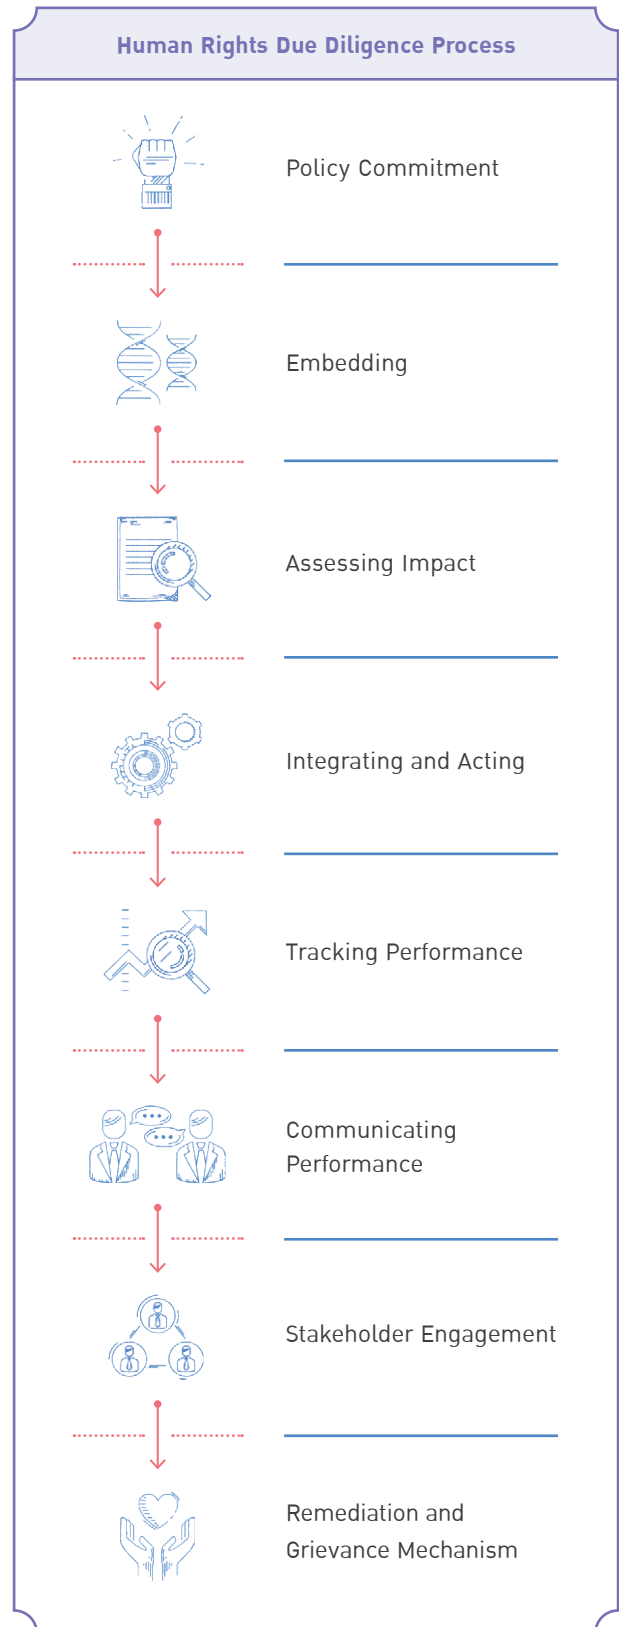 Human Rights Due Diligence Process
Policy Commitment
Embedding
Assessing Impact
Integrating and Acting
Tracking Performance
Communicating
Performance
Stakeholder Engagement
Remediation and
Grievance Mechanism